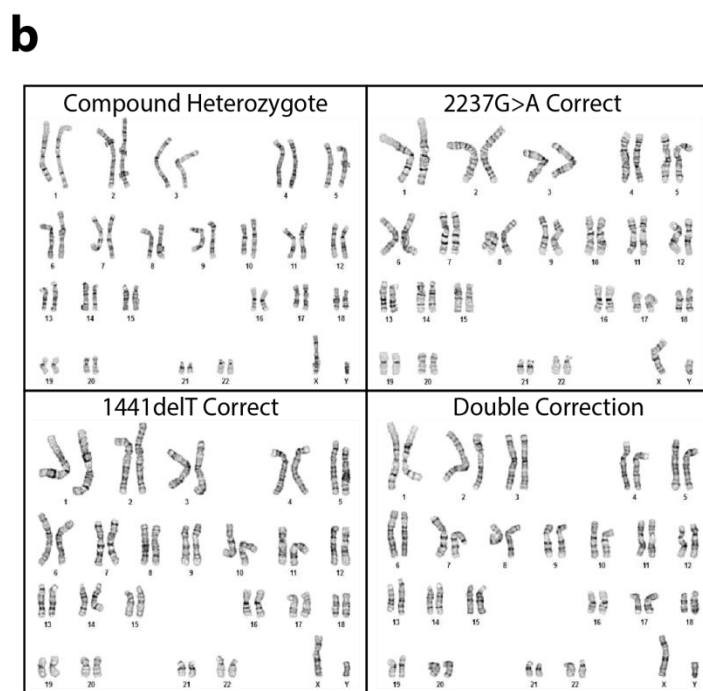 b
Compound Heterozygote
1 2 3 4 5
6 7 8 9 10 11 12
13 14 15 16 17 18
19 20 21 22 X Y
2237G>A Correct
1 2 3 4 5
6 7 8 9 10 11 12
13 14 15 16 17 18
19 20 21 22 X Y
1441delT Correct
1 2 3 4 5
6 7 8 9 10 11 12
13 14 15 16 17 18
19 20 21 22 X Y
Double Correction
1 2 3 4 5
6 7 8 9 10 11 12
13 14 15 16 17 18
19 20 21 22 X Y